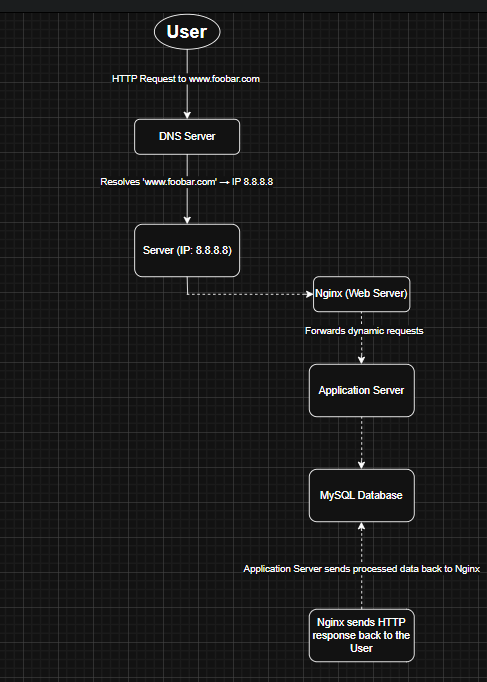 User
HTTP Request to www.foobar.com
DNS Server
Resolves 'www.foobar.com' → IP 8.8.8.8
Server (IP: 8.8.8.8)
Nginx (Web Server)
Forwards dynamic requests
Application Server
MySQL Database
Application Server sends processed data back to Nginx
Nginx sends HTTP
response back to the
User